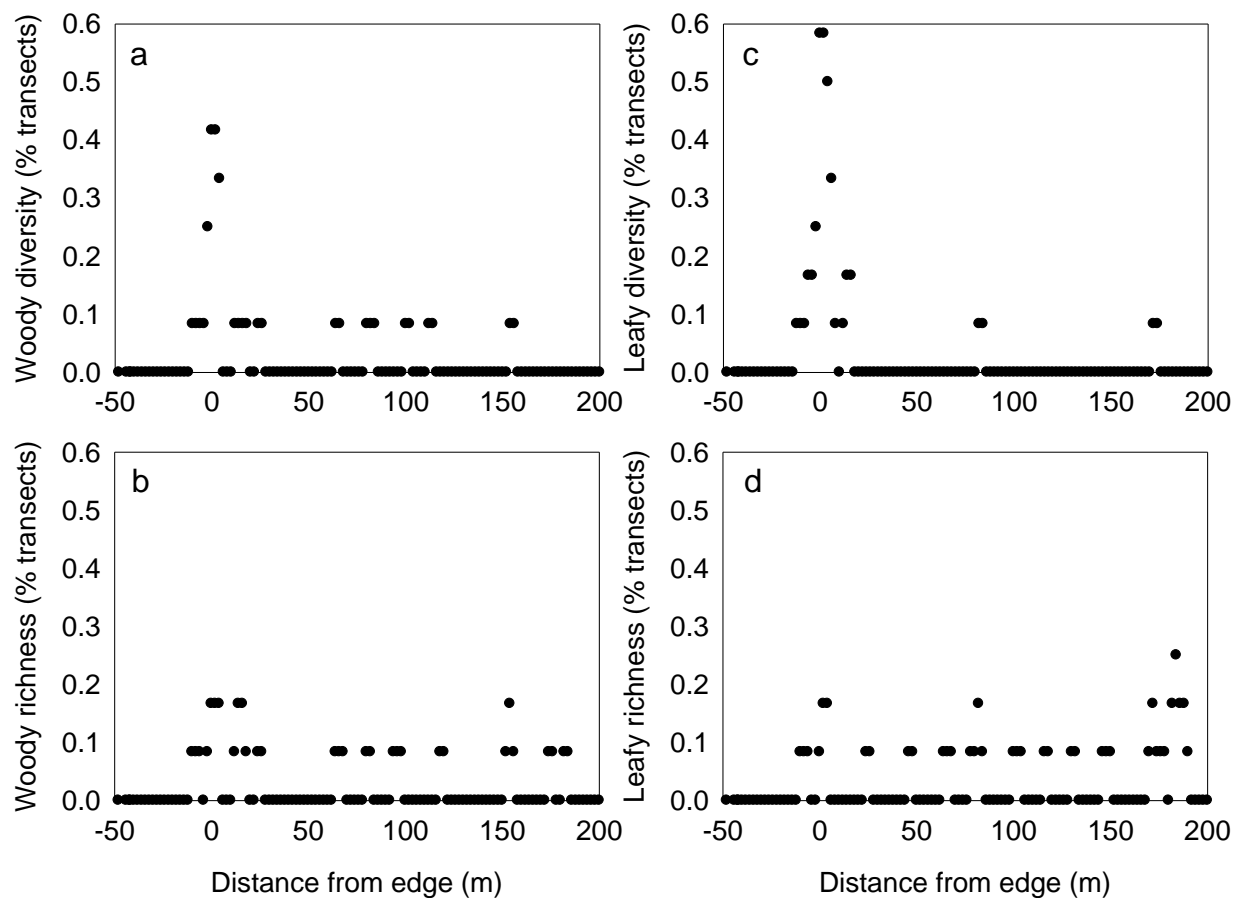 a
Woody diversity (% transects)
0.6
0.5
0.4
0.3
0.2
0.1
0.0
-50 0 50 100 150 200
c
Leafy diversity (% transects)
0.6
0.5
0.4
0.3
0.2
0.1
0.0
-50 0 50 100 150 200
b
Woody richness (% transects)
0.6
0.5
0.4
0.3
0.2
0.1
0.0
-50 0 50 100 150 200
Distance from edge (m)
d
Leafy richness (% transects)
0.6
0.5
0.4
0.3
0.2
0.1
0.0
-50 0 50 100 150 200
Distance from edge (m)